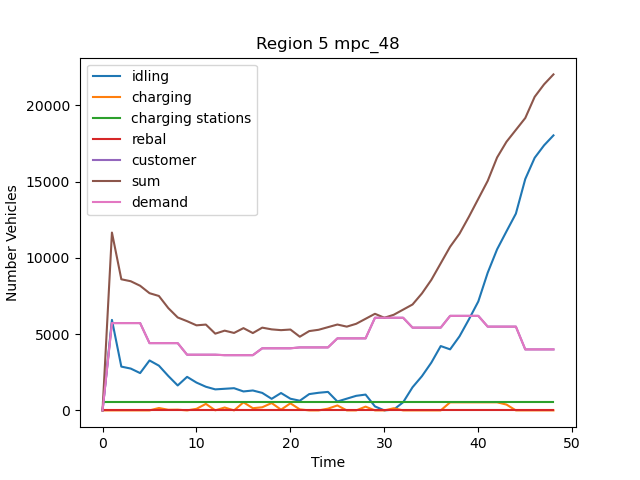 Region 5 mpc_48
idling
charging
charging stations
rebal
customer
sum
demand
Number Vehicles
20000
15000
10000
5000
0
0 10 20 30 40 50
Time